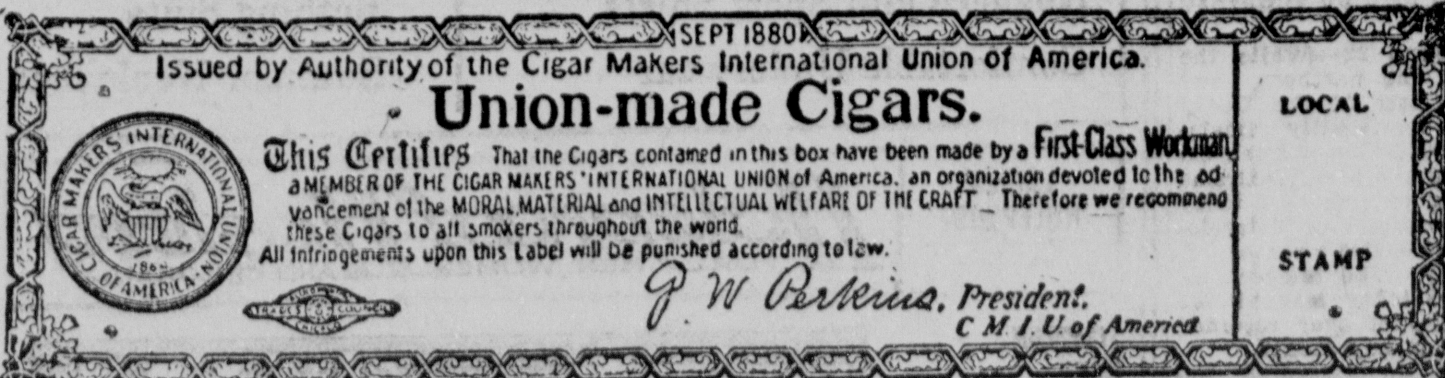 SEPT 1880
Issued by Authority of the Cigar Makers International Union of America.
Union-made Cigars.
This Certifies That the Cigars contained in this box have been made by a First-Class Workman,
a MEMBER OF THE CIGAR MAKERS' INTERNATIONAL UNION of America, an organization devoted to the ad-
vancement of the MORAL, MATERIAL and INTELLECTUAL WELFARE OF THE CRAFT. Therefore we recommend
these Cigars to all smokers throughout the world.
All Infringements upon this Label will be punished according to law.
G. W. Perkins, President,
C. M. I. U. of America
CIGAR MAKERS' INTERNATIONAL UNION
OF AMERICA
TRADES COUNCIL
LOCAL
STAMP